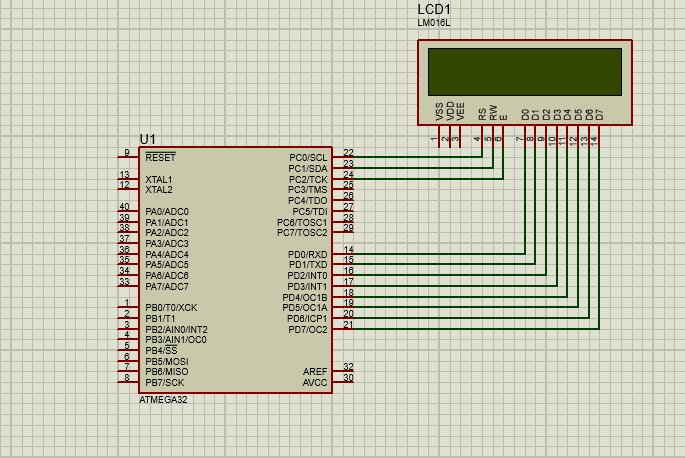 LCD1
LM016L
VSS
VDD
VEE
RS
RW
E
D0
D1
D2
D3
D4
D5
D6
D7
1
2
3
4
5
6
7
8
9
10
11
12
13
14
U1
9 RESET
13 XTAL1
12 XTAL2
40 PA0/ADC0
39 PA1/ADC1
38 PA2/ADC2
37 PA3/ADC3
36 PA4/ADC4
35 PA5/ADC5
34 PA6/ADC6
33 PA7/ADC7
1 PB0/T0/XCK
2 PB1/T1
3 PB2/AIN0/INT2
4 PB3/AIN1/OC0
5 PB4/SS
6 PB5/MOSI
7 PB6/MISO
8 PB7/SCK
PC0/SCL 22
PC1/SDA 23
PC2/TCK 24
PC3/TMS 25
PC4/TDO 26
PC5/TDI 27
PC6/TOSC1 28
PC7/TOSC2 29
PD0/RXD 14
PD1/TXD 15
PD2/INT0 16
PD3/INT1 17
PD4/OC1B 18
PD5/OC1A 19
PD6/ICP1 20
PD7/OC2 21
AREF 32
AVCC 30
ATMEGA32